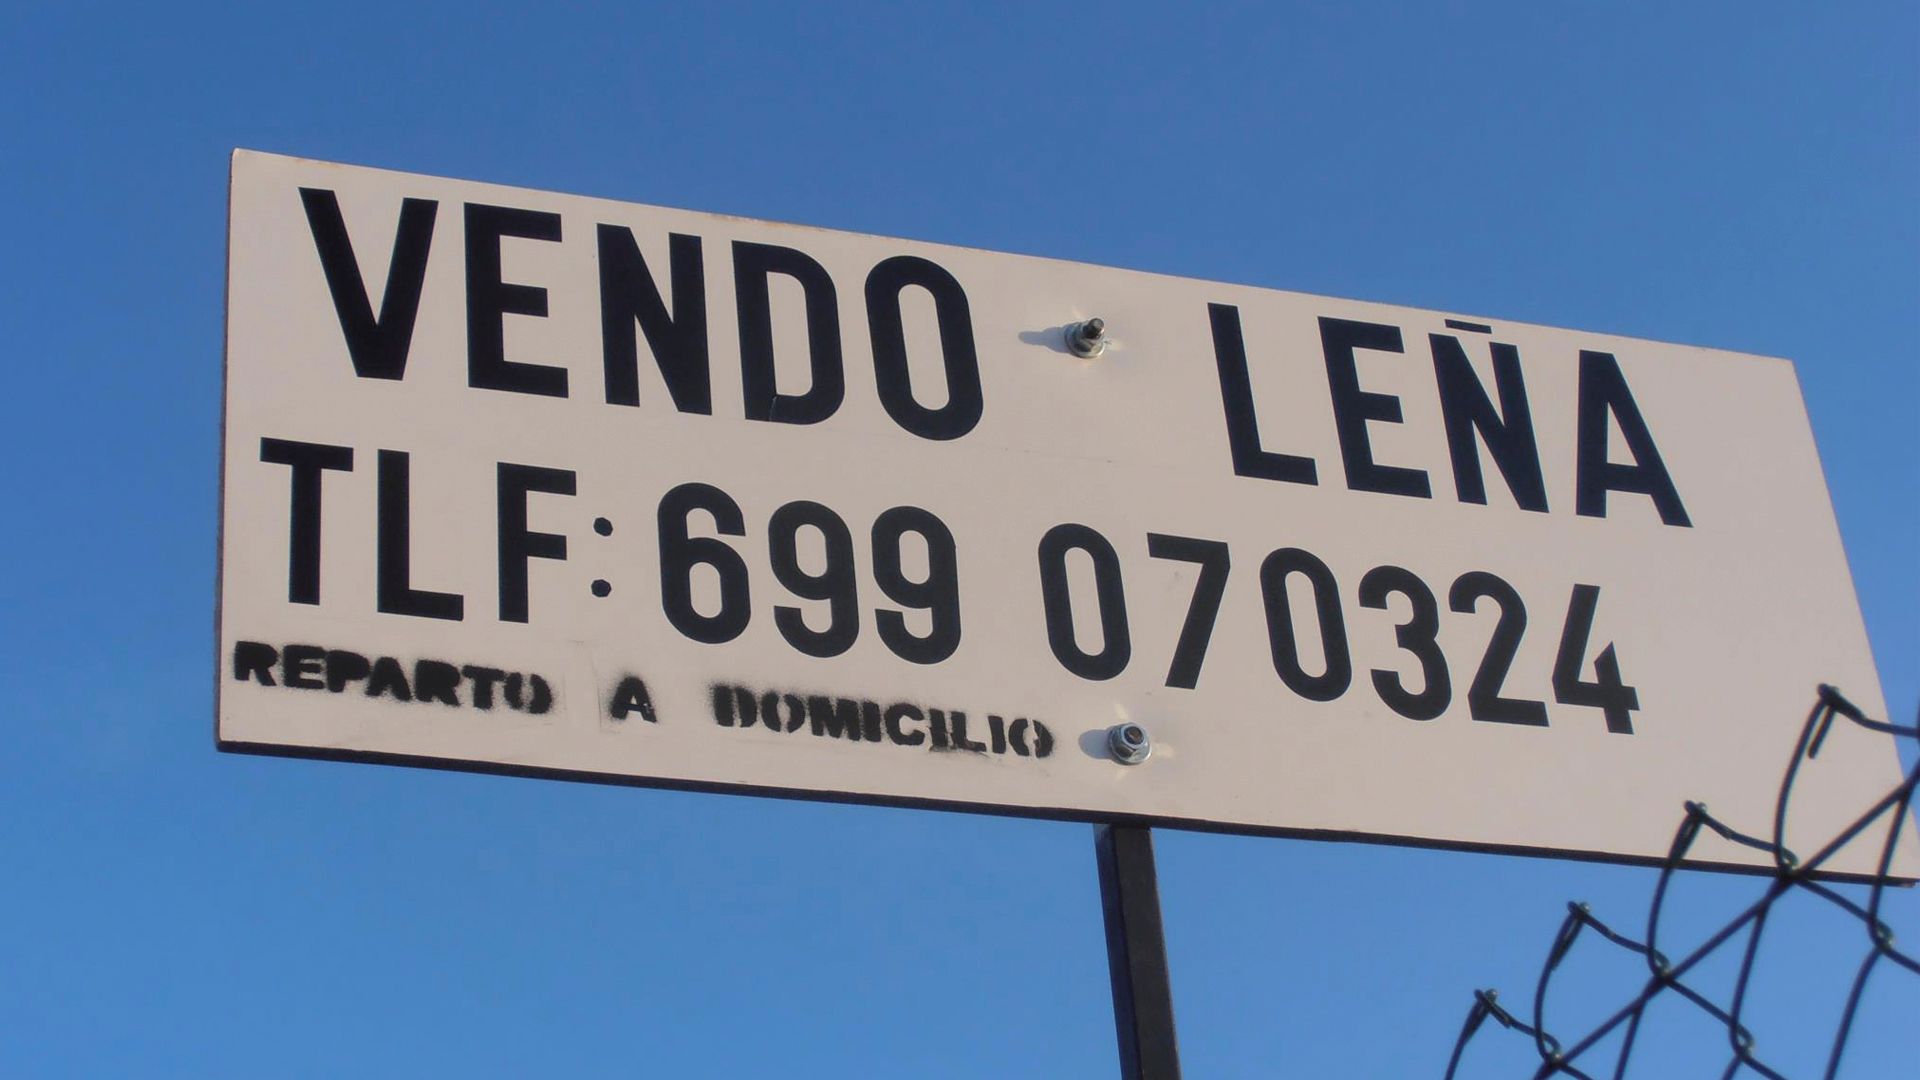 VENDO LEÑA
TLF: 699 070324
REPARTO A DOMICILIO